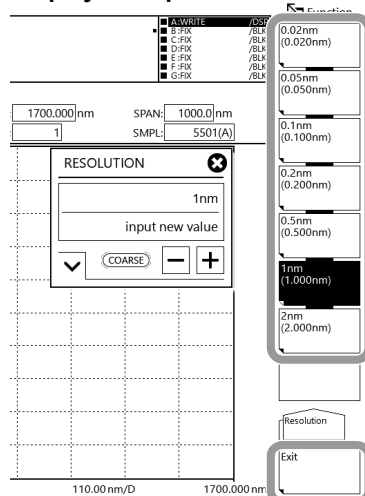 Function
A:WRITE /DSP
B:FIX /BLK
C:FIX /BLK
D:FIX /BLK
E:FIX /BLK
F:FIX /BLK
G:FIX /BLK
1700.000 nm SPAN: 1000.0 nm
1 SMPL: 5501(A)
RESOLUTION
1nm
input new value
COARSE
0.02nm
(0.020nm)
0.05nm
(0.050nm)
0.1nm
(0.100nm)
0.2nm
(0.200nm)
0.5nm
(0.500nm)
1nm
(1.000nm)
2nm
(2.000nm)
Resolution
Exit
110.00 nm/D 1700.000 nm